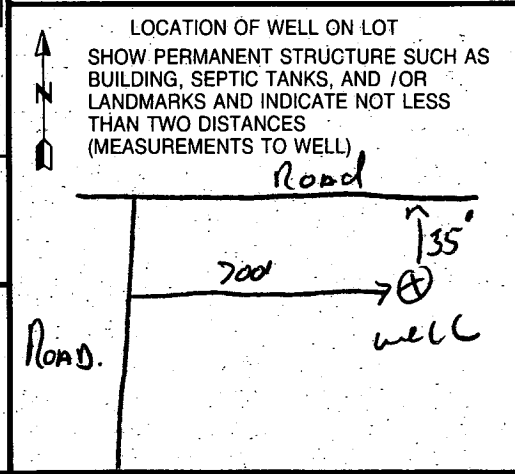 LOCATION OF WELL ON LOT
SHOW PERMANENT STRUCTURE SUCH AS
BUILDING, SEPTIC TANKS, AND /OR
LANDMARKS AND INDICATE NOT LESS
THAN TWO DISTANCES
(MEASUREMENTS TO WELL)
N
Road
35'
700'
well
ROAD.